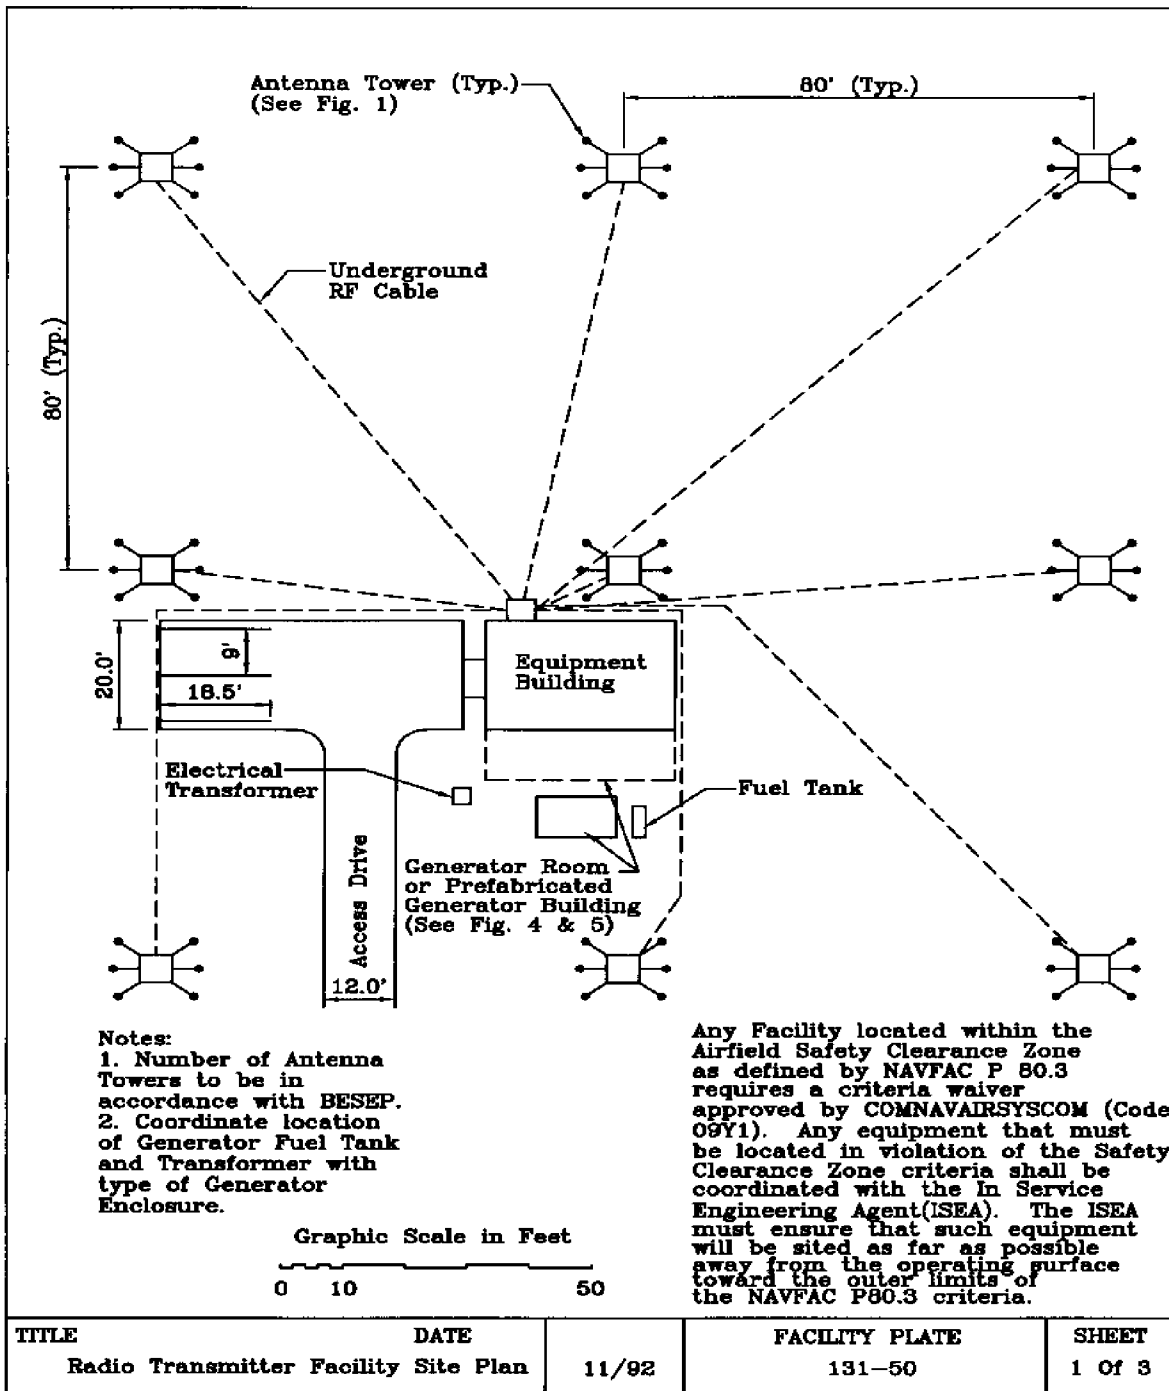 Antenna Tower (Typ.)
(See Fig. 1)
80' (Typ.)
Underground
RF Cable
80' (Typ.)
20.0'
9'
18.5'
Equipment
Building
Electrical
Transformer
Fuel Tank
Access Drive
Generator Room
or Prefabricated
Generator Building
(See Fig. 4 & 5)
12.0'
Notes:
1. Number of Antenna
Towers to be in
accordance with BESEP.
2. Coordinate location
of Generator Fuel Tank
and Transformer with
type of Generator
Enclosure.
Any Facility located within the
Airfield Safety Clearance Zone
as defined by NAVFAC P 80.3
requires a criteria waiver
approved by COMNAVAIRSYSCOM (Code
09Y1). Any equipment that must
be located in violation of the Safety
Clearance Zone criteria shall be
coordinated with the In Service
Engineering Agent(ISEA). The ISEA
must ensure that such equipment
will be sited as far as possible
away from the operating surface
toward the outer limits of
the NAVFAC P80.3 criteria.
Graphic Scale in Feet
0 10 50
TITLE DATE FACILITY PLATE SHEET
Radio Transmitter Facility Site Plan 11/92 131-50 1 Of 3